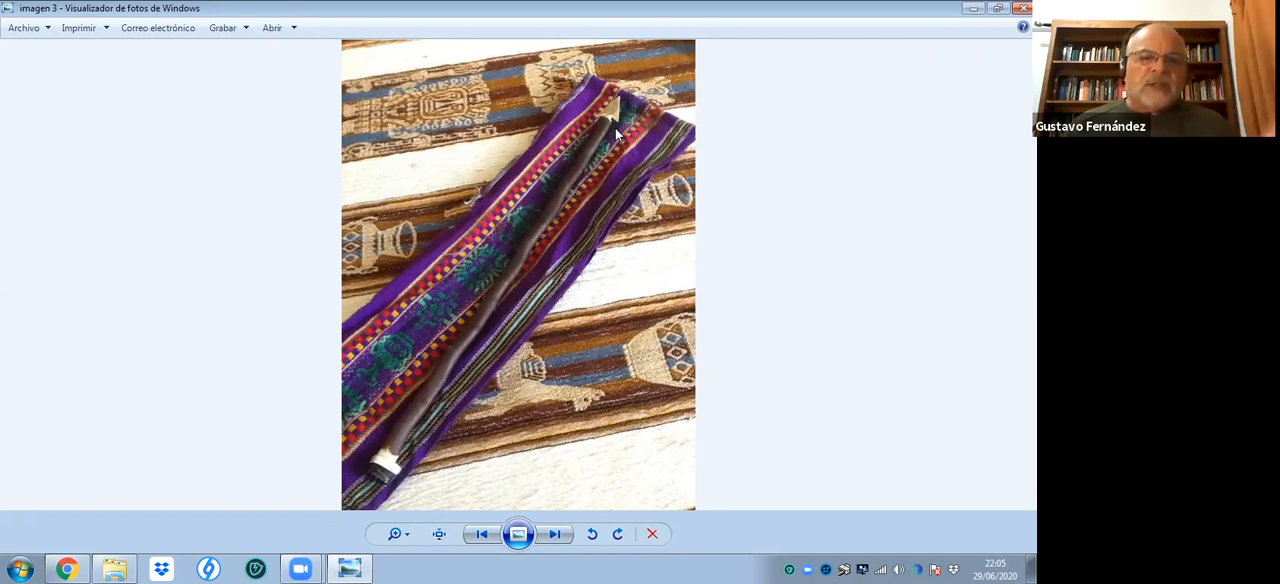 imagen 3 - Visualizador de fotos de Windows
Archivo Imprimir Correo electrónico Grabar Abrir
Gustavo Fernández
22:05
29/06/2020